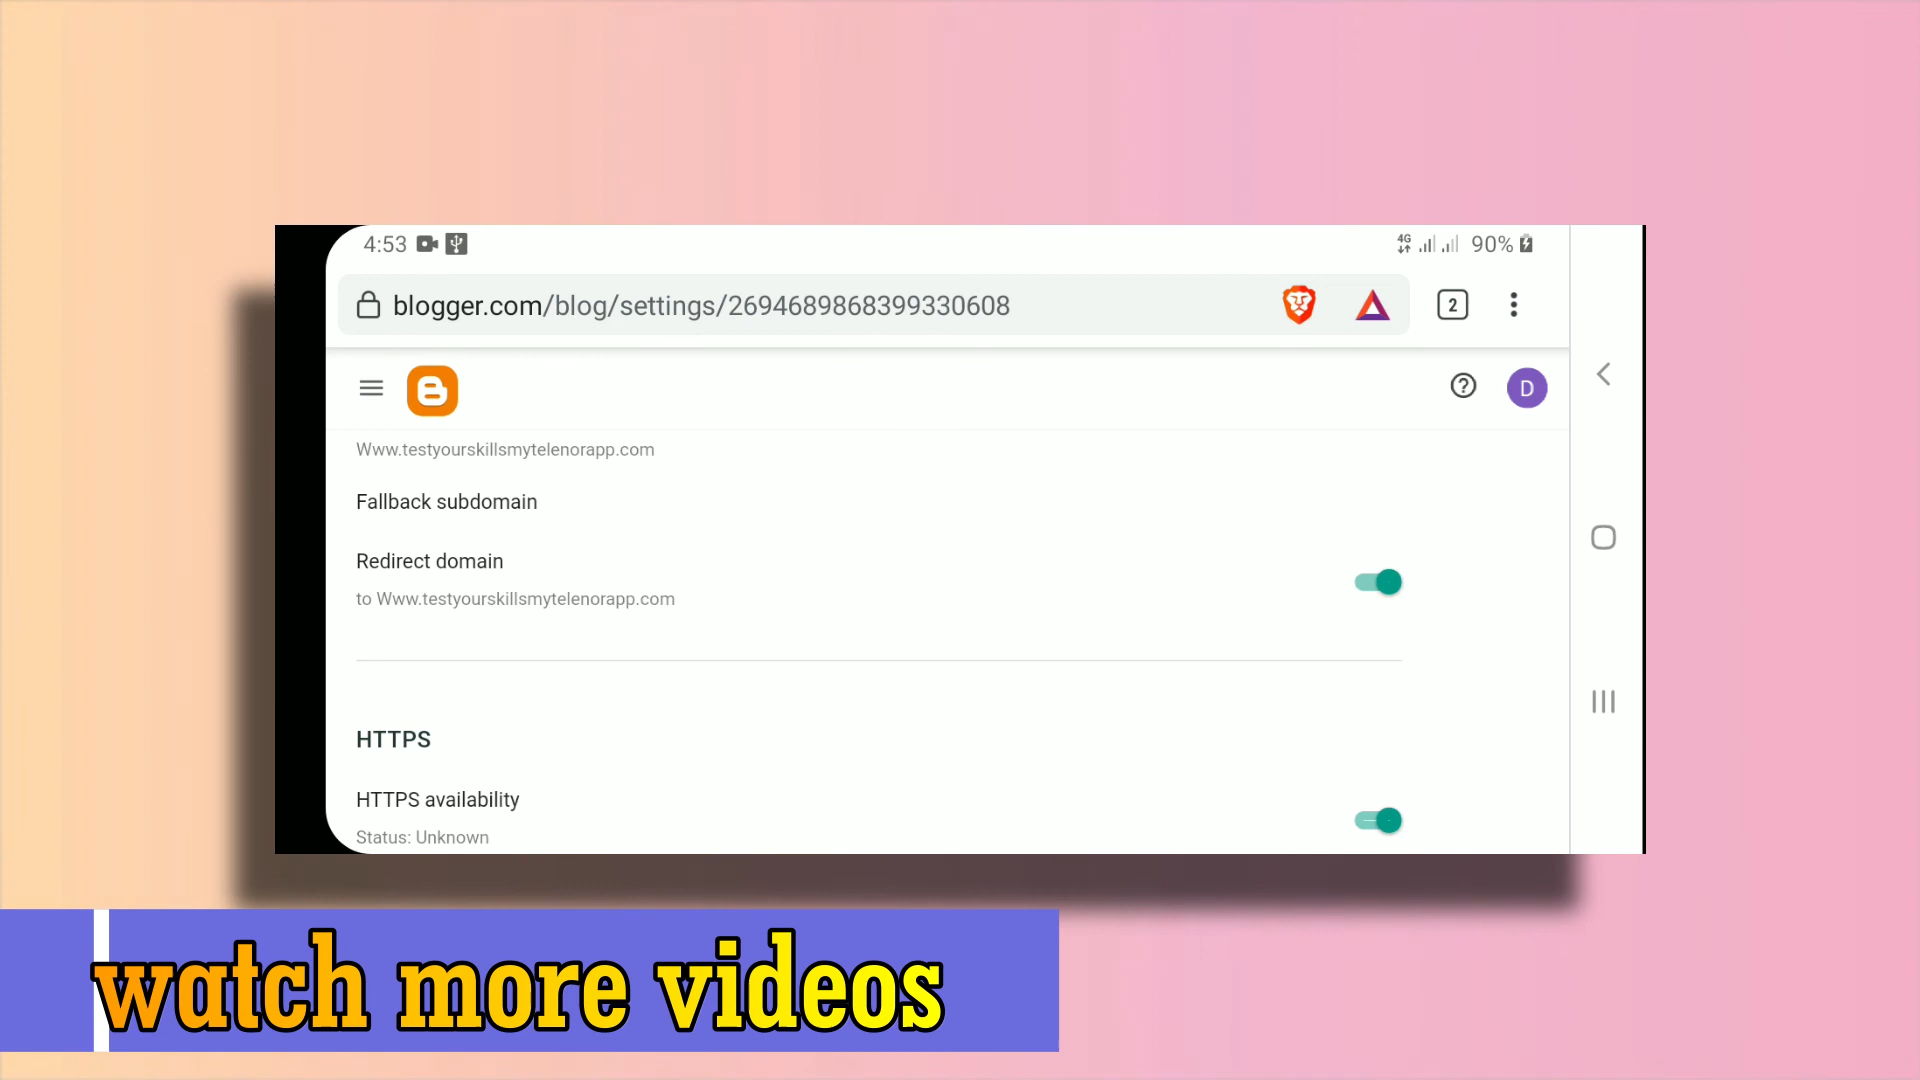 4:53
4G 90%
blogger.com/blog/settings/2694689868399330608
2
D
Www.testyourskillsmytelenorapp.com
Fallback subdomain
Redirect domain
to Www.testyourskillsmytelenorapp.com
HTTPS
HTTPS availability
Status: Unknown
watch more videos